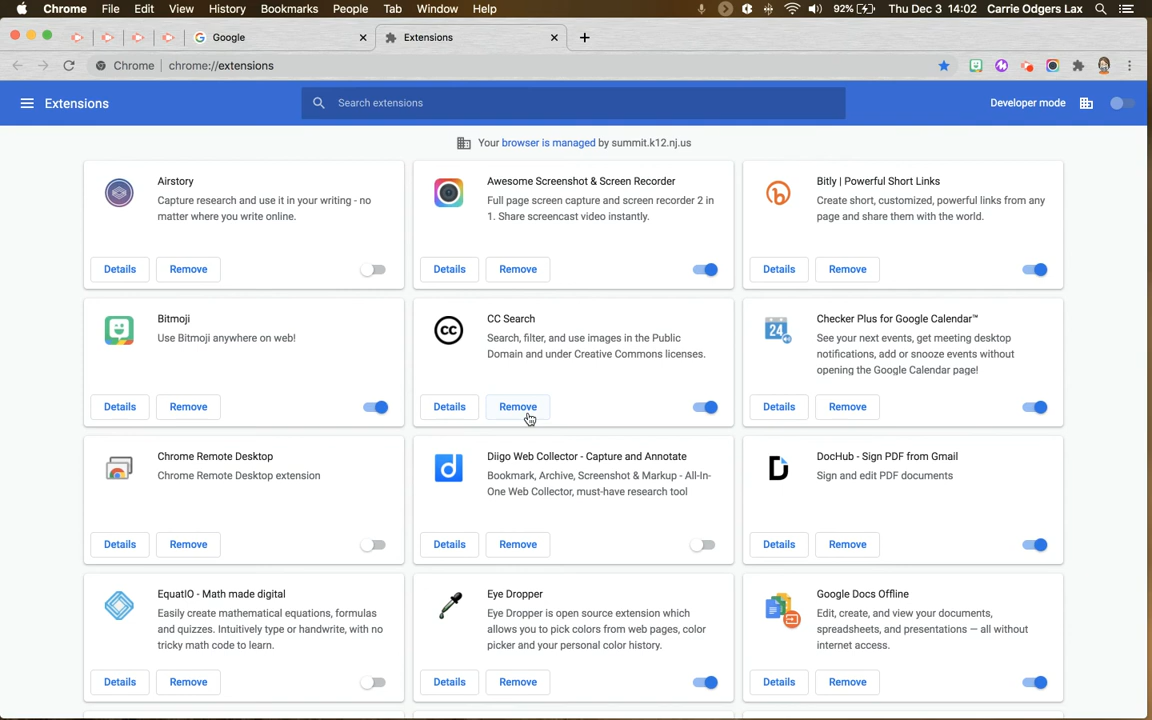 Chrome File Edit View History Bookmarks People Tab Window Help 92% Thu Dec 3 14:02 Carrie Odgers Lax
Google Extensions
Chrome chrome://extensions
Extensions Search extensions Developer mode
Your browser is managed by summit.k12.nj.us
Airstory
Capture research and use it in your writing - no
matter where you write online.
Details Remove
Awesome Screenshot & Screen Recorder
Full page screen capture and screen recorder 2 in
1. Share screencast video instantly.
Details Remove
Bitly | Powerful Short Links
Create short, customized, powerful links from any
page and share them with the world.
Details Remove
Bitmoji
Use Bitmoji anywhere on web!
Details Remove
CC
CC Search
Search, filter, and use images in the Public
Domain and under Creative Commons licenses.
Details Remove
24
Checker Plus for Google Calendar™
See your next events, get meeting desktop
notifications, add or snooze events without
opening the Google Calendar page!
Details Remove
Chrome Remote Desktop
Chrome Remote Desktop extension
Details Remove
d
Diigo Web Collector - Capture and Annotate
Bookmark, Archive, Screenshot & Markup - All-In-
One Web Collector, must-have research tool
Details Remove
DocHub - Sign PDF from Gmail
Sign and edit PDF documents
Details Remove
EquatIO - Math made digital
Easily create mathematical equations, formulas
and quizzes. Intuitively type or handwrite, with no
tricky math code to learn.
Details Remove
Eye Dropper
Eye Dropper is open source extension which
allows you to pick colors from web pages, color
picker and your personal color history.
Details Remove
Google Docs Offline
Edit, create, and view your documents,
spreadsheets, and presentations — all without
internet access.
Details Remove